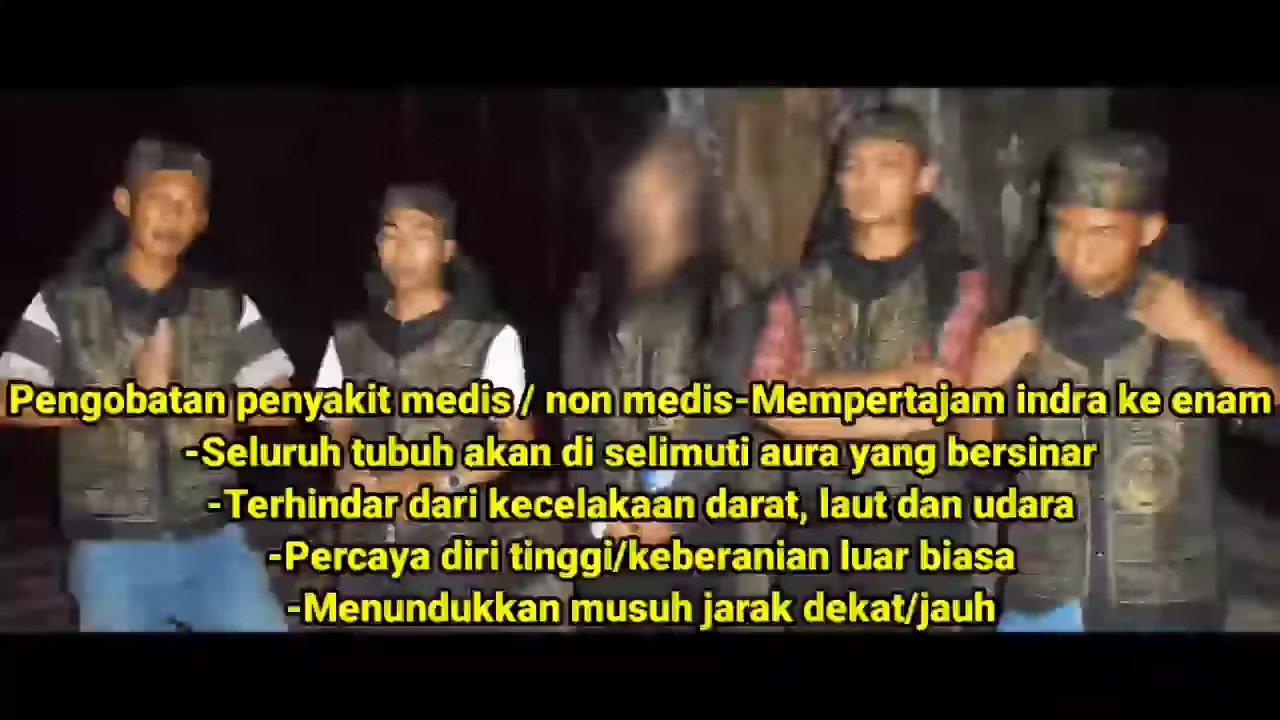 Pengobatan penyakit medis / non medis-Mempertajam indra ke enam
-Seluruh tubuh akan di selimuti aura yang bersinar
-Terhindar dari kecelakaan darat, laut dan udara
-Percaya diri tinggi/keberanian luar biasa
-Menundukkan musuh jarak dekat/jauh